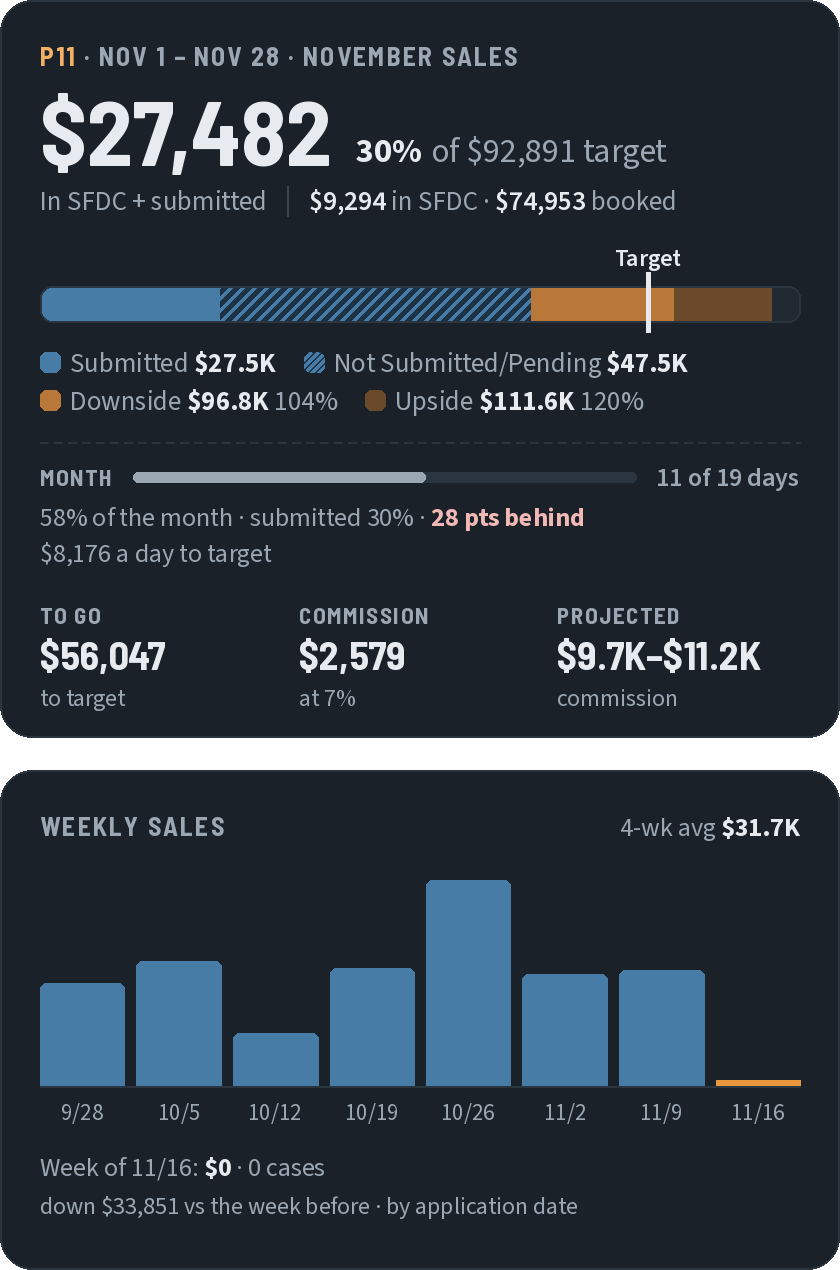 P11 · NOV 1 – NOV 28 · NOVEMBER SALES
$27,482 30% of $92,891 target
In SFDC + submitted $9,294 in SFDC · $74,953 booked
Target
Submitted $27.5K Not Submitted/Pending $47.5K
Downside $96.8K 104% Upside $111.6K 120%
MONTH 11 of 19 days
58% of the month · submitted 30% · 28 pts behind
$8,176 a day to target
TO GO COMMISSION PROJECTED
$56,047 $2,579 $9.7K–$11.2K
to target at 7% commission
WEEKLY SALES 4-wk avg $31.7K
9/28 10/5 10/12 10/19 10/26 11/2 11/9 11/16
Week of 11/16: $0 · 0 cases
down $33,851 vs the week before · by application date